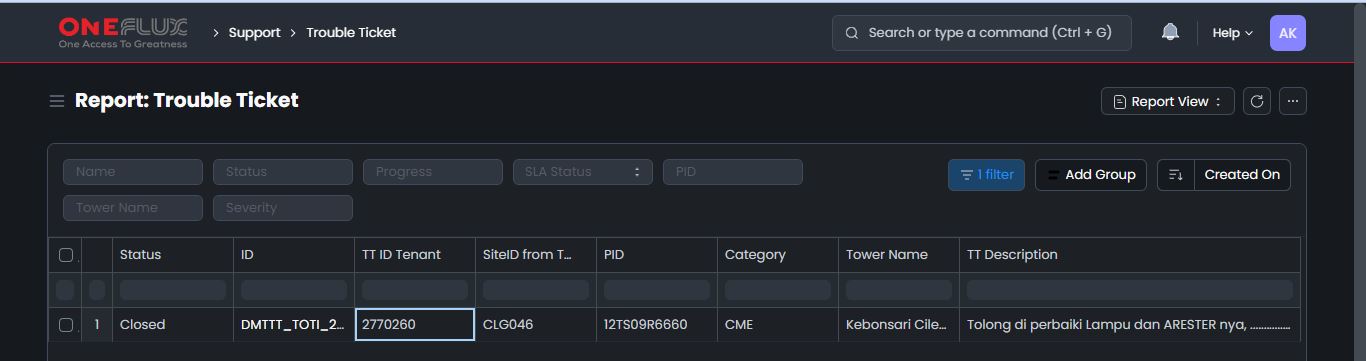 ONEFLUX
One Access To Greatness
Support
Trouble Ticket
Search or type a command (Ctrl + G)
Help
AK
Report: Trouble Ticket
Report View
Name
Status
Progress
SLA Status
PID
1 filter
Add Group
Created On
Tower Name
Severity
Status ID TT ID Tenant SiteID from T... PID Category Tower Name TT Description
1 Closed DMTTT_TOTI_2... 2770260 CLG046 12TS09R6660 CME Kebonsari Cile... Tolong di perbaiki Lampu dan ARESTER nya, ................